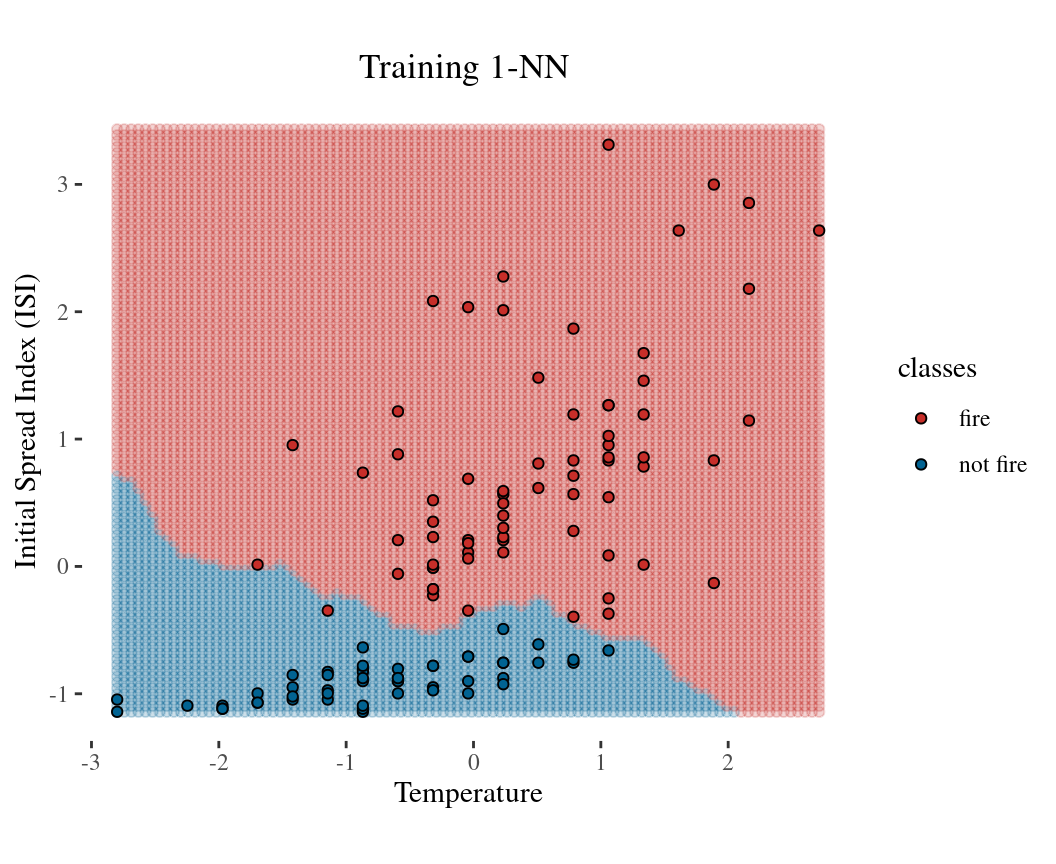 Training 1-NN
Initial Spread Index (ISI)
3
2
1
0
-1
-3
-2
-1
0
1
2
Temperature
classes
fire
not fire